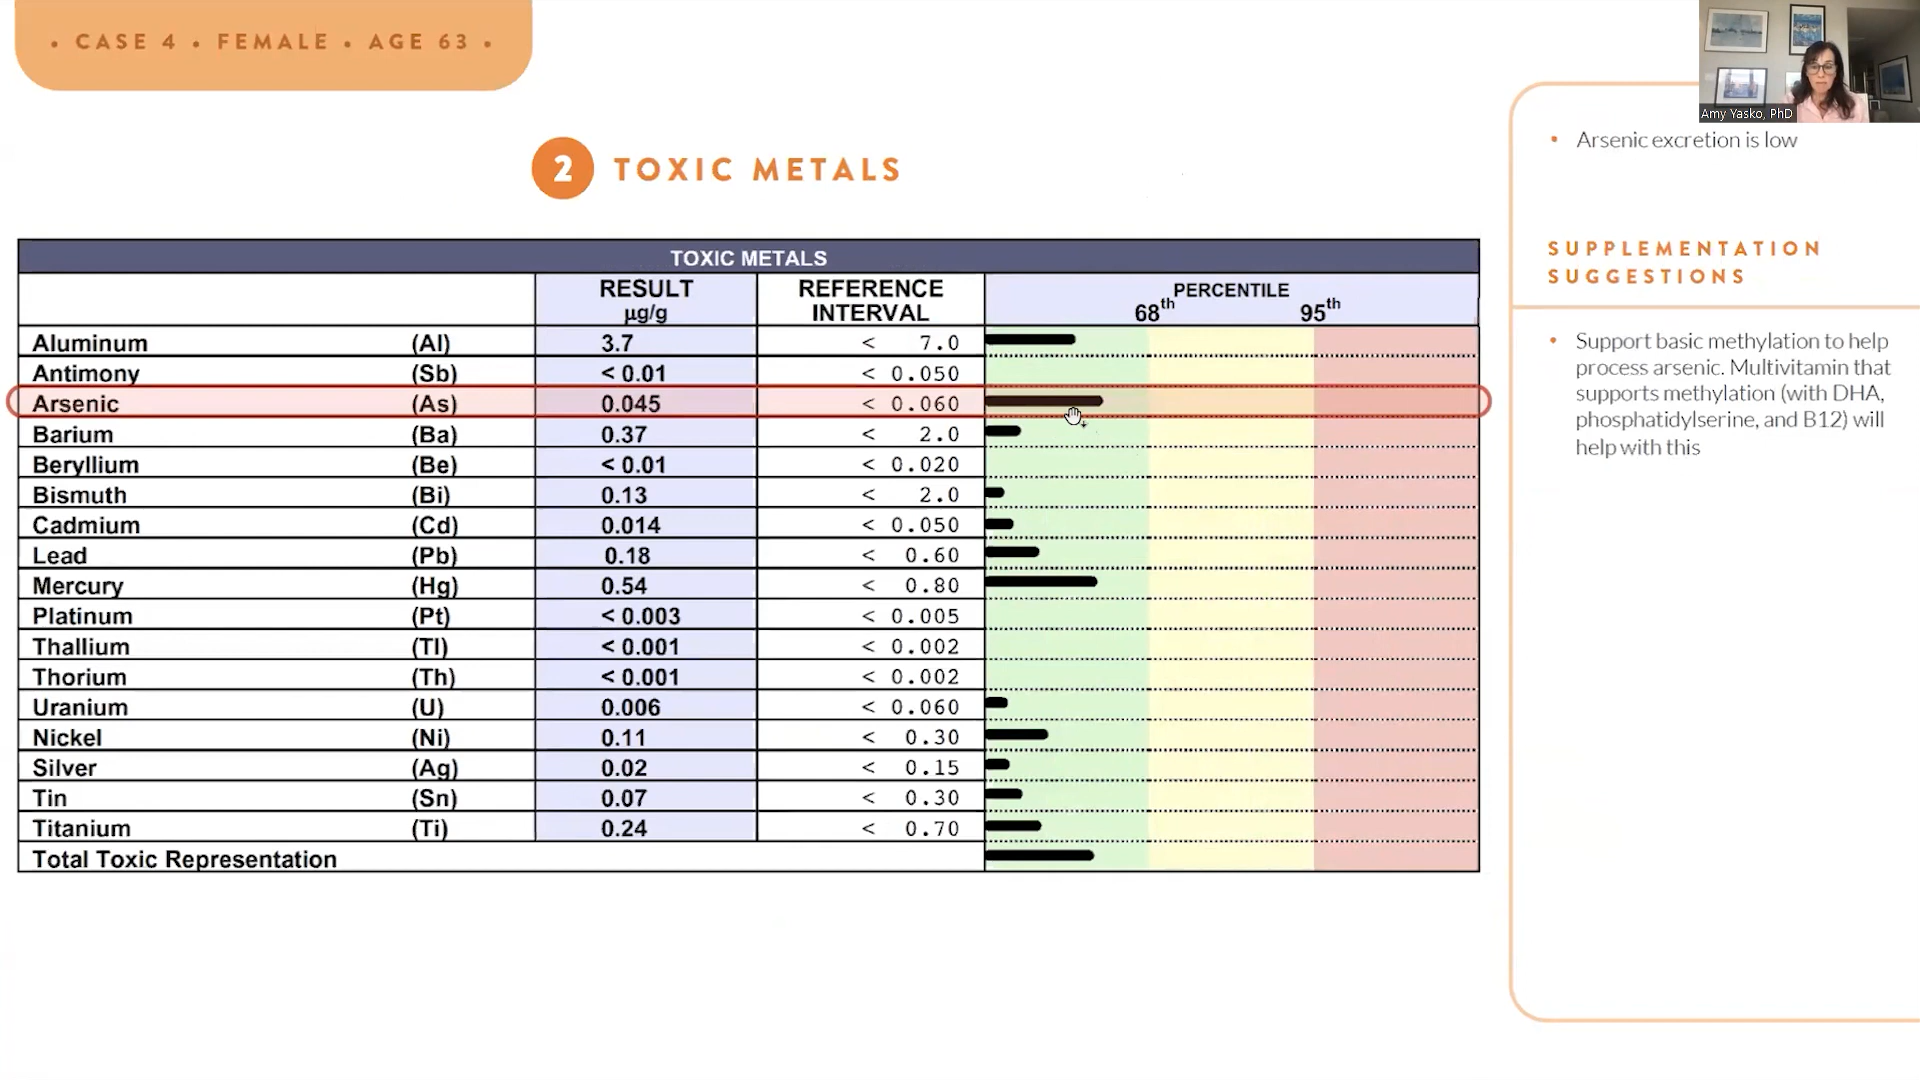 • CASE 4 • FEMALE • AGE 63 •
Amy Yasko, PhD
2 TOXIC METALS
TOXIC METALS
RESULT µg/g REFERENCE INTERVAL PERCENTILE 68th 95th
Aluminum (Al) 3.7 < 7.0
Antimony (Sb) < 0.01 < 0.050
Arsenic (As) 0.045 < 0.060
Barium (Ba) 0.37 < 2.0
Beryllium (Be) < 0.01 < 0.020
Bismuth (Bi) 0.13 < 2.0
Cadmium (Cd) 0.014 < 0.050
Lead (Pb) 0.18 < 0.60
Mercury (Hg) 0.54 < 0.80
Platinum (Pt) < 0.003 < 0.005
Thallium (Tl) < 0.001 < 0.002
Thorium (Th) < 0.001 < 0.002
Uranium (U) 0.006 < 0.060
Nickel (Ni) 0.11 < 0.30
Silver (Ag) 0.02 < 0.15
Tin (Sn) 0.07 < 0.30
Titanium (Ti) 0.24 < 0.70
Total Toxic Representation
• Arsenic excretion is low
SUPPLEMENTATION
SUGGESTIONS
• Support basic methylation to help
process arsenic. Multivitamin that
supports methylation (with DHA,
phosphatidylserine, and B12) will
help with this